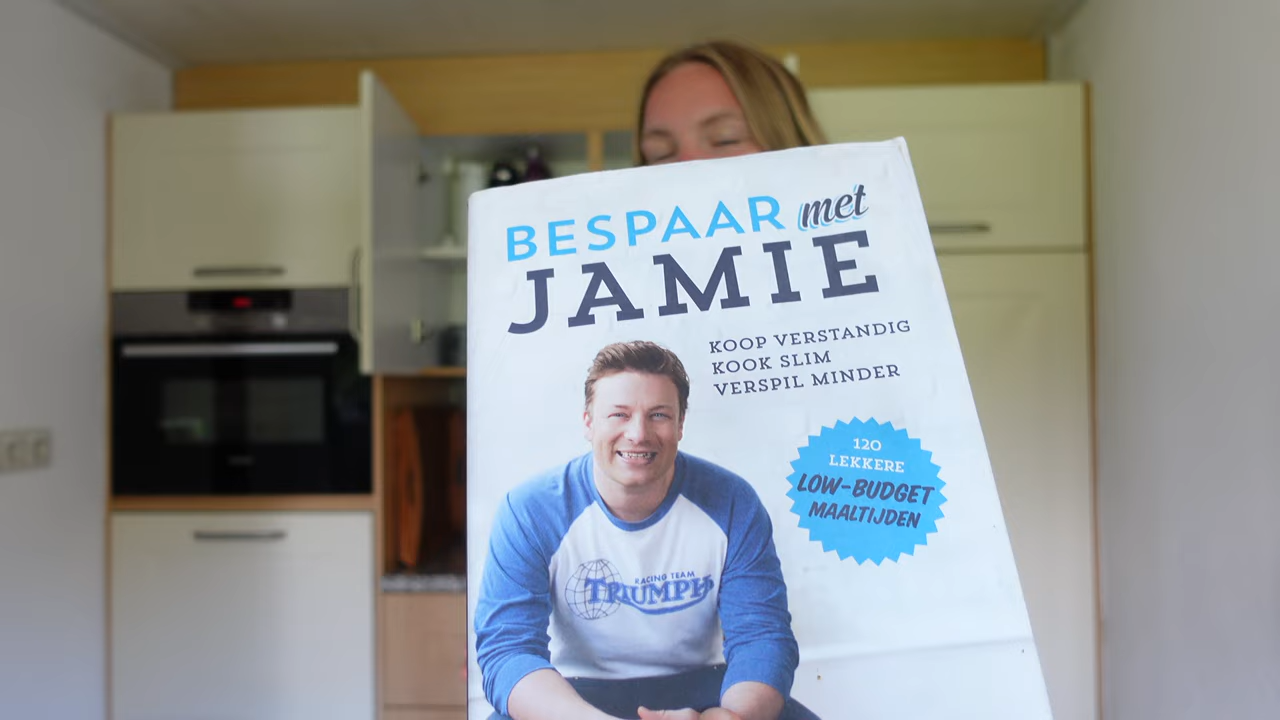 BESPAAR met
JAMIE
KOOP VERSTANDIG
KOOK SLIM
VERSPIL MINDER
120
LEKKERE
LOW-BUDGET
MAALTIJDEN
RACING TEAM
TRIUMPH